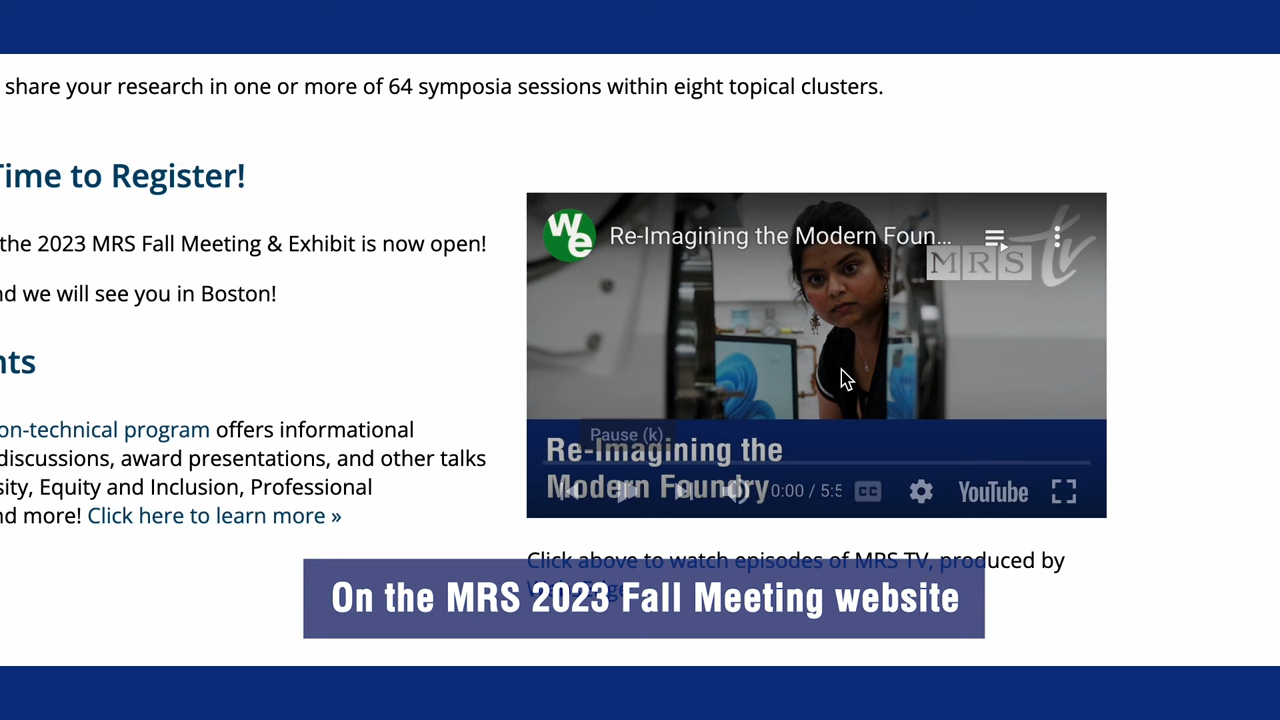 share your research in one or more of 64 symposia sessions within eight topical clusters.
Time to Register!
the 2023 MRS Fall Meeting & Exhibit is now open!
nd we will see you in Boston!
nts
on-technical program offers informational
discussions, award presentations, and other talks
sity, Equity and Inclusion, Professional
nd more! Click here to learn more »
We
Re-Imagining the Modern Foun...
MRS tv
Pause (k)
Re-Imagining the
Modern Foundry
0:00 / 5:5
CC
YouTube
Click above to watch episodes of MRS TV, produced by
On the MRS 2023 Fall Meeting website